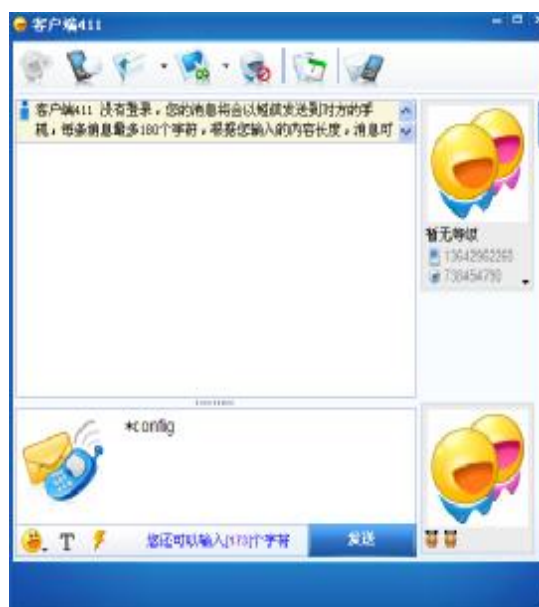 客户端411
客户端411 没有登录，您的消息将会以短信发送到对方的手
机，每条消息最多180个字符，根据您输入的内容长度，消息可
暂无等级
13642962260
738454790
*config
T
您还可以输入[173]个字符
发送